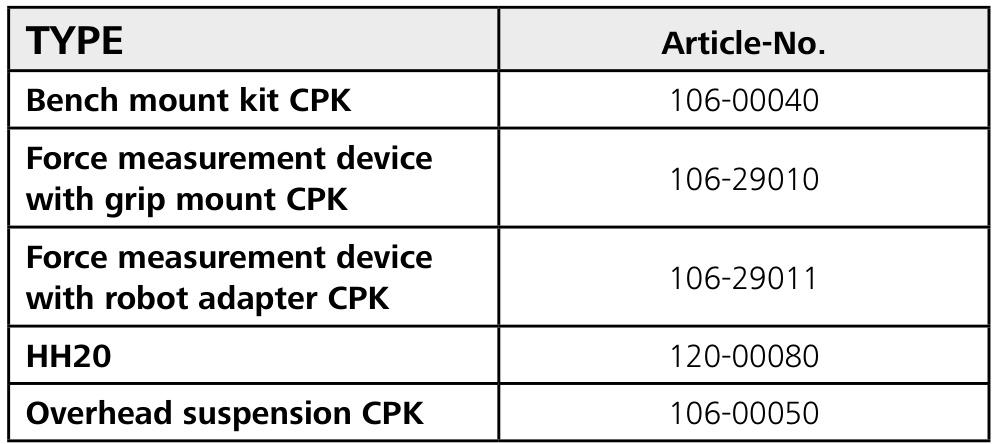 TYPE Article-No.
Bench mount kit CPK 106-00040
Force measurement device
with grip mount CPK 106-29010
Force measurement device
with robot adapter CPK 106-29011
HH20 120-00080
Overhead suspension CPK 106-00050